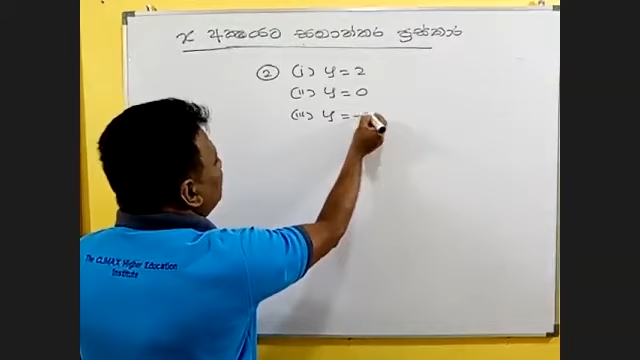 x අක්ෂයට සමාන්තර ප්‍රස්තාර
② (i) y = 2
(ii) y = 0
(iii) y = -
The CLIMAX Higher Education
Institute